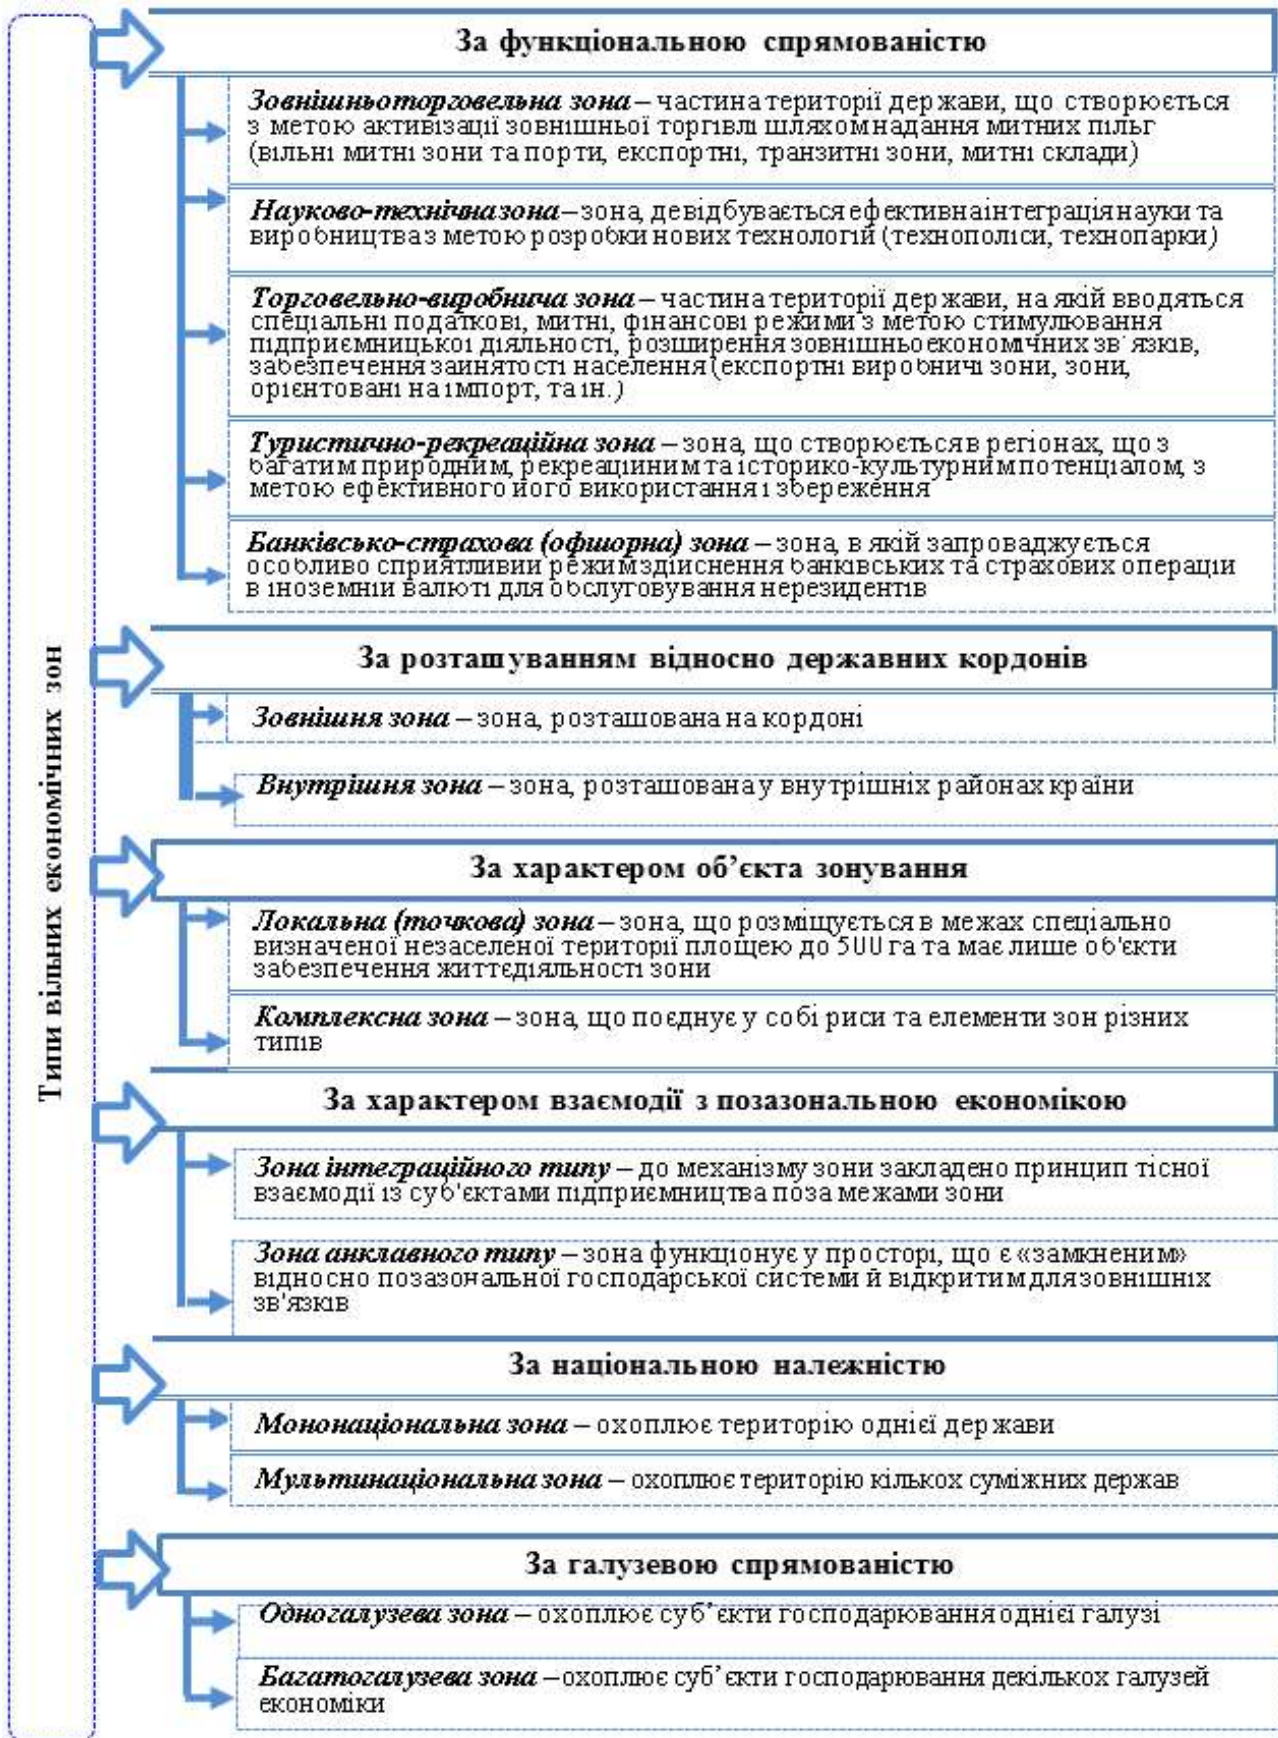 Типи вільних економічних зон
За функціональною спрямованістю
Зовнішньоторговельна зона – частина території держави, що створюється
з метою активізації зовнішньої торгівлі шляхом надання митних пільг
(вільні митні зони та порти, експортні, транзитні зони, митні склади)
Науково-технічна зона – зона, де відбувається ефективна інтеграція науки та
виробництва з метою розробки нових технологій (технополіси, технопарки)
Торговельно-виробнича зона – частина території держави, на якій вводяться
спеціальні податкові, митні, фінансові режими з метою стимулювання
підприємницької діяльності, розширення зовнішньоекономічних зв'язків,
забезпечення зайнятості населення (експортні виробничі зони, зони,
орієнтовані на імпорт, та ін.)
Туристично-рекреаційна зона – зона, що створюється в регіонах, що з
багатим природним, рекреаційним та історико-культурним потенціалом, з
метою ефективного його використання і збереження
Банківсько-страхова (офшорна) зона – зона, в якій запроваджується
особливо сприятливий режим здійснення банківських та страхових операцій
в іноземній валюті для обслуговування нерезидентів
За розташуванням відносно державних кордонів
Зовнішня зона – зона, розташована на кордоні
Внутрішня зона – зона, розташована у внутрішніх районах країни
За характером об’єкта зонування
Локальна (точкова) зона – зона, що розміщується в межах спеціально
визначеної незаселеної території площею до 500 га та має лише об'єкти
забезпечення життєдіяльності зони
Комплексна зона – зона, що поєднує у собі риси та елементи зон різних
типів
За характером взаємодії з позазональною економікою
Зона інтеграційного типу – до механізму зони закладено принцип тісної
взаємодії із суб'єктами підприємництва поза межами зони
Зона анклавного типу – зона функціонує у просторі, що є «замкненим»
відносно позазональної господарської системи й відкритим для зовнішніх
зв'язків
За національною належністю
Мононаціональна зона – охоплює територію однієї держави
Мультинаціональна зона – охоплює територію кількох суміжних держав
За галузевою спрямованістю
Одногалузева зона – охоплює суб’єкти господарювання однієї галузі
Багатогалузева зона – охоплює суб’єкти господарювання декількох галузей
економіки